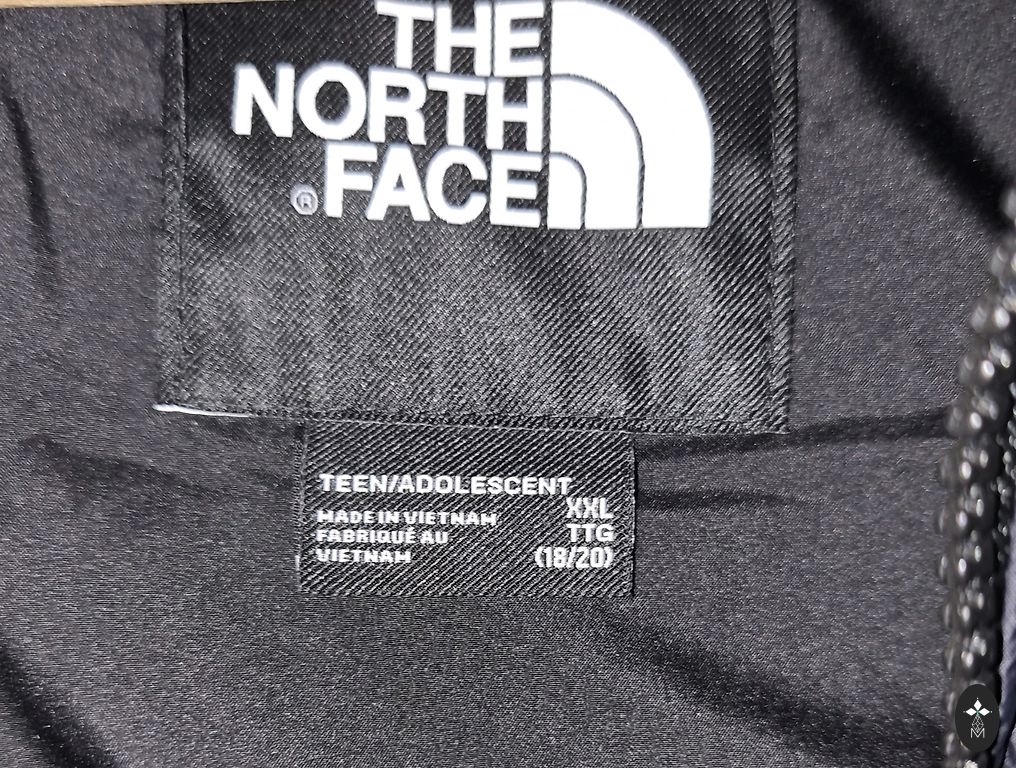 THE
NORTH
® FACE
TEEN/ADOLESCENT
XXL
MADE IN VIETNAM
TTG
FABRIQUÉ AU
VIETNAM
(18/20)
M